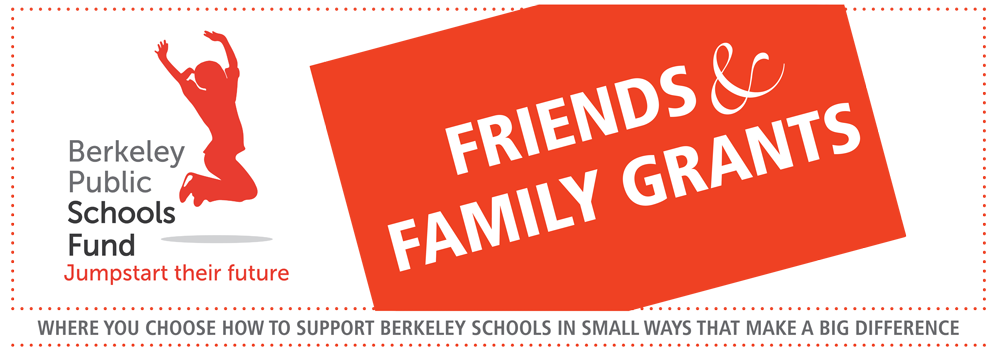 Berkeley
Public
Schools
Fund
Jumpstart their future
FRIENDS &
FAMILY GRANTS
WHERE YOU CHOOSE HOW TO SUPPORT BERKELEY SCHOOLS IN SMALL WAYS THAT MAKE A BIG DIFFERENCE